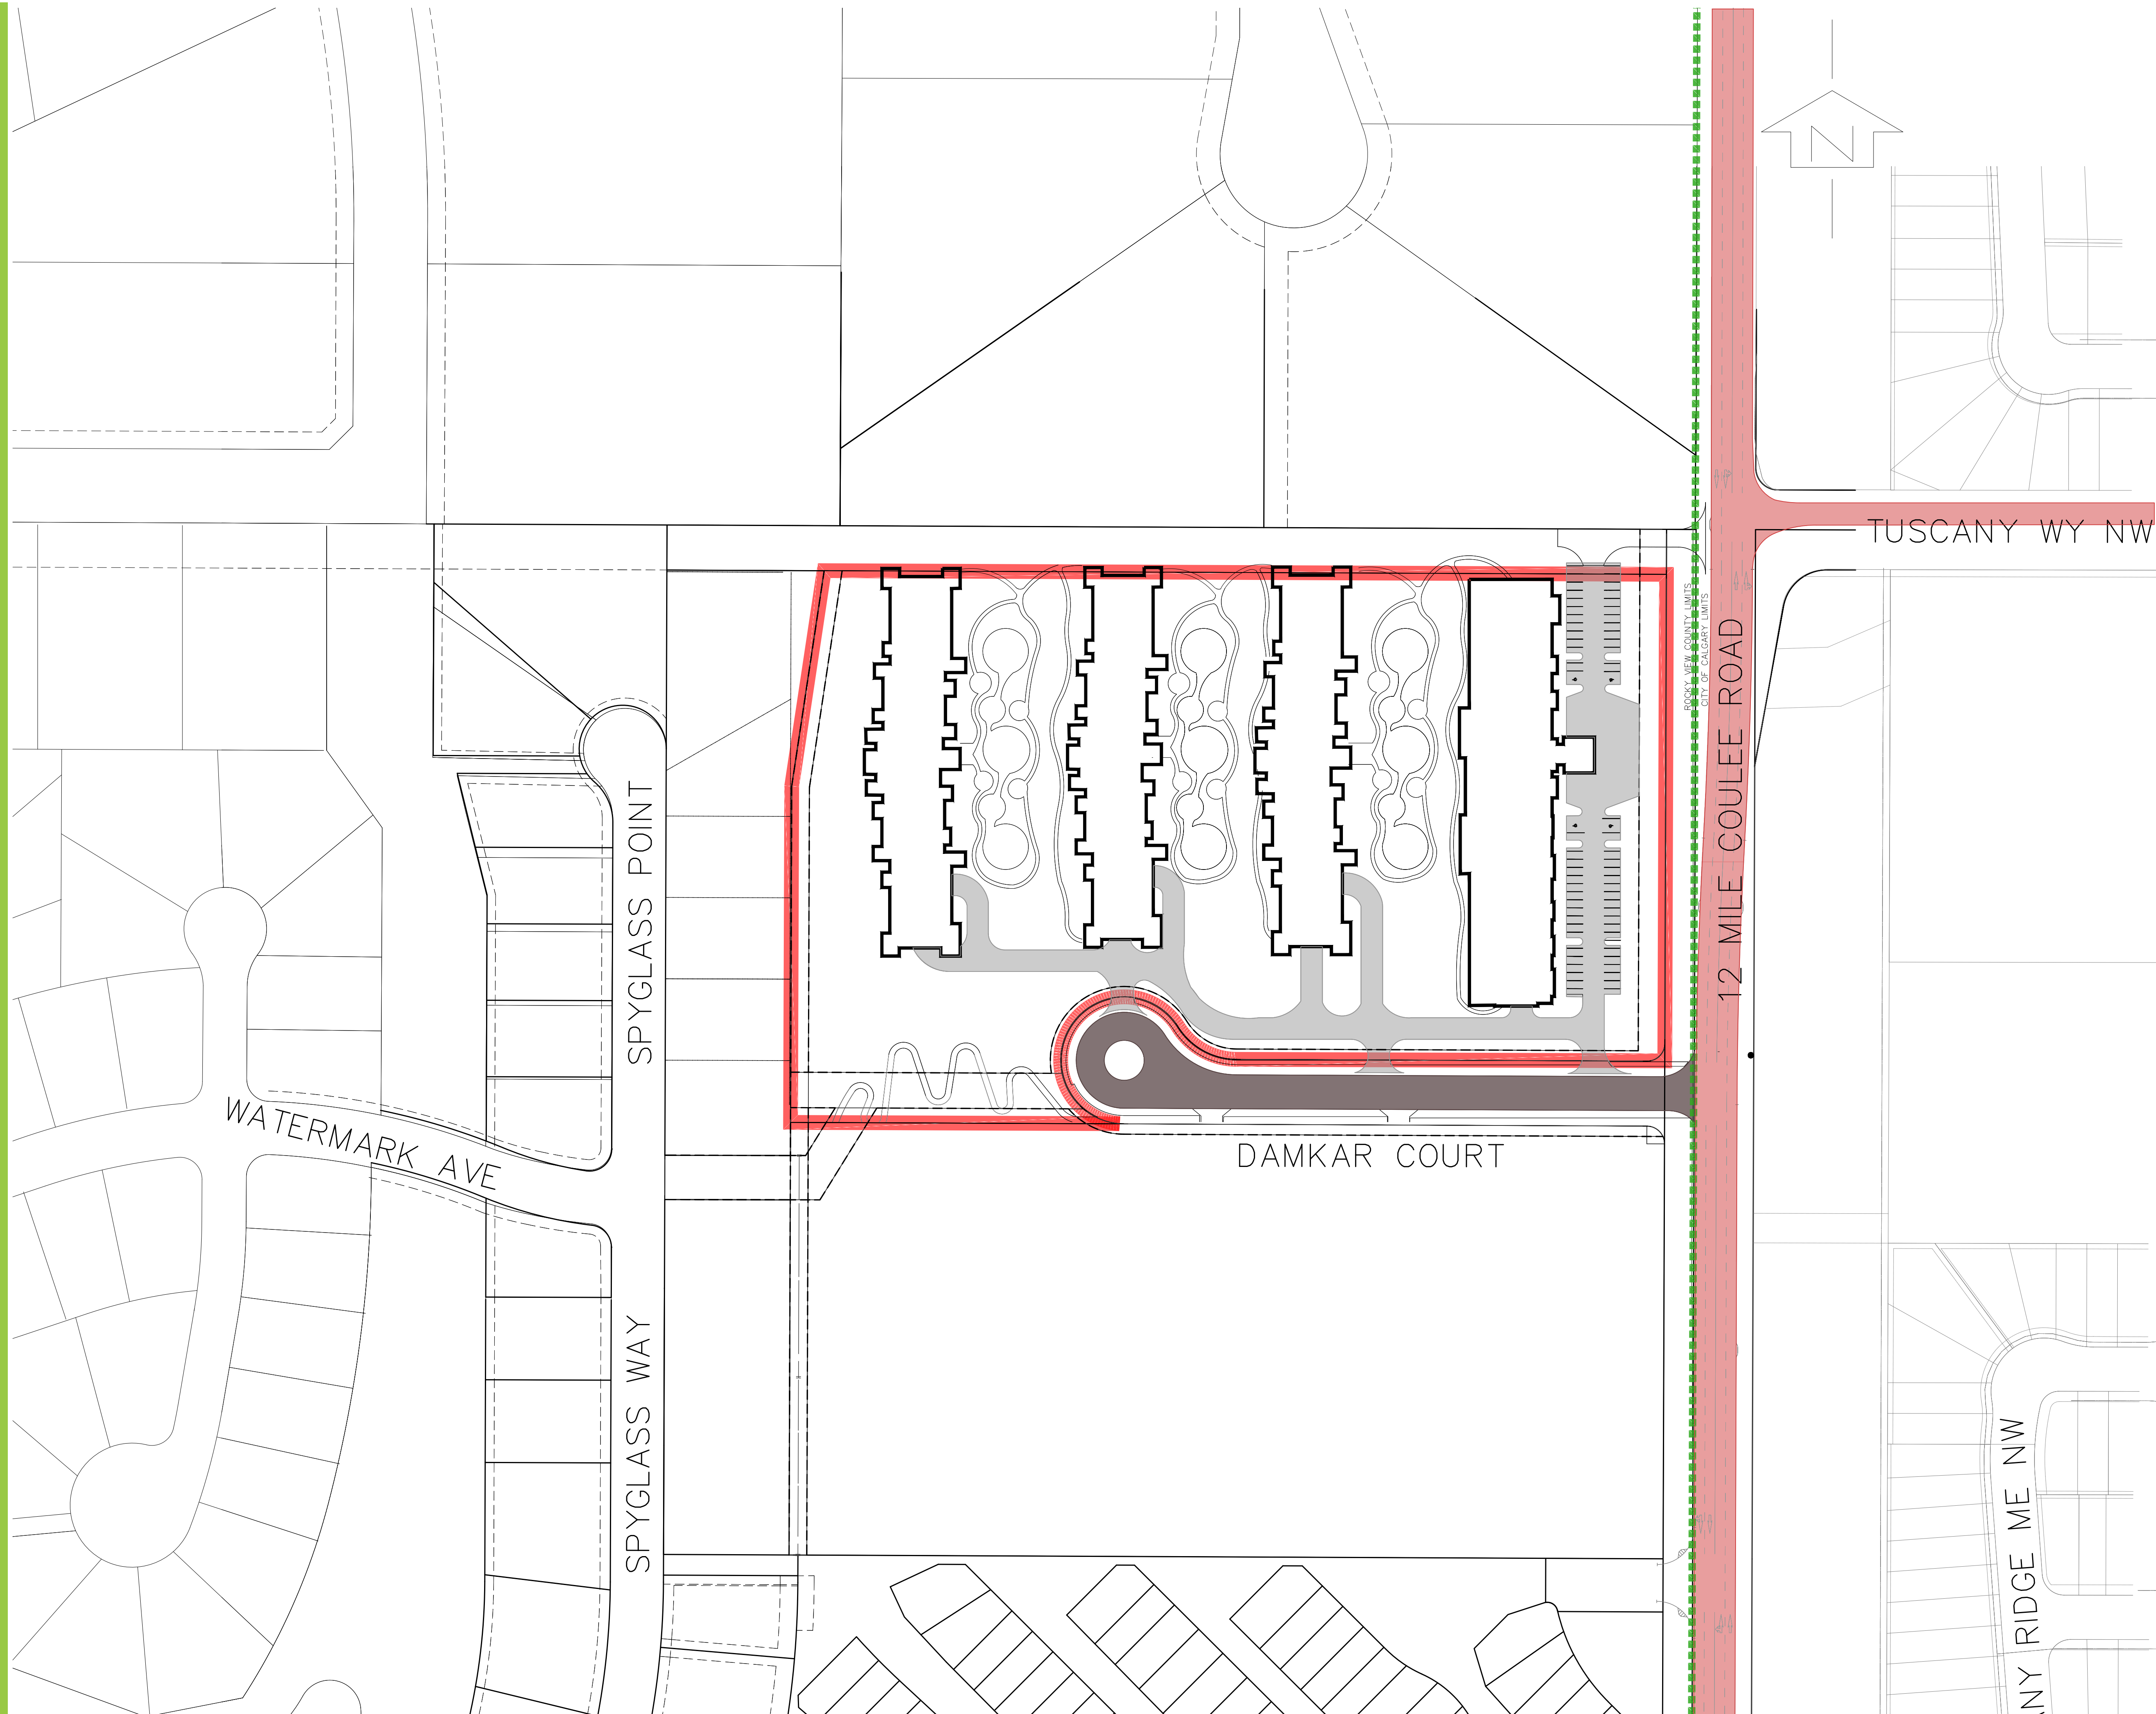 N
TUSCANY WY NW
ROCKY VIEW COUNTY LIMITS
CITY OF CALGARY LIMITS
12 MILE COULEE ROAD
SPYGLASS POINT
WATERMARK AVE
DAMKAR COURT
SPYGLASS WAY
NY RIDGE ME NW